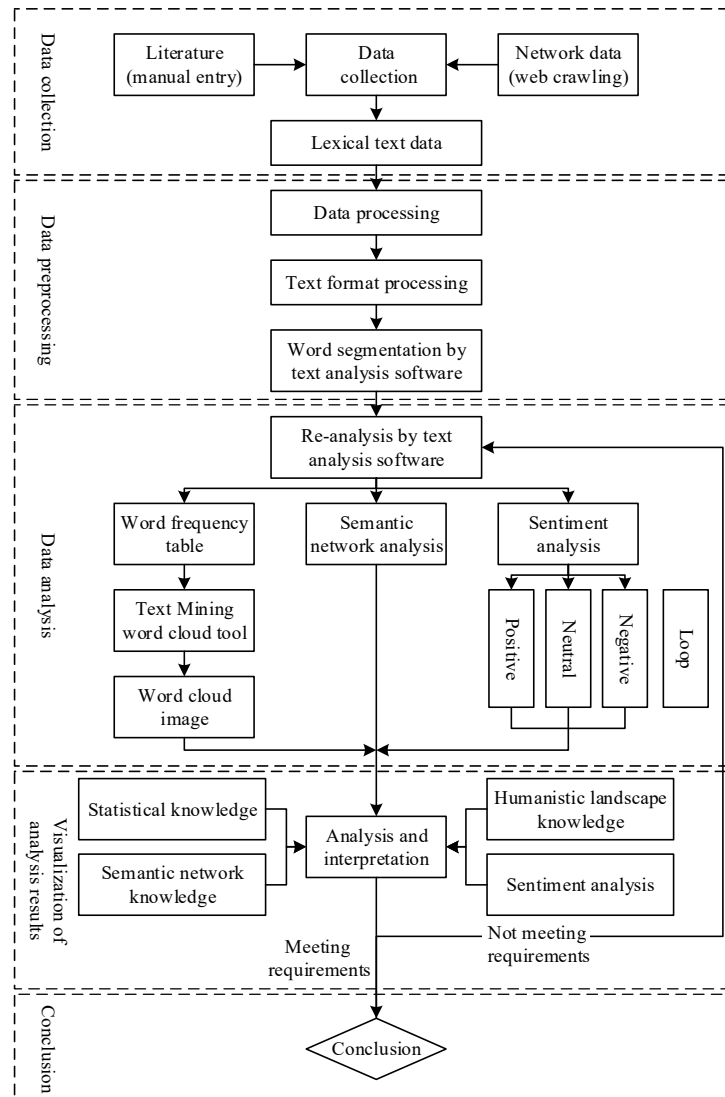 Data collection
Literature
(manual entry)
Data
collection
Network data
(web crawling)
Lexical text data
Data preprocessing
Data processing
Text format processing
Word segmentation by
text analysis software
Data analysis
Re-analysis by text
analysis software
Word frequency
table
Semantic
network analysis
Sentiment
analysis
Text Mining
word cloud tool
Positive
Neutral
Negative
Loop
Word cloud
image
Visualization of
analysis results
Statistical knowledge
Humanistic landscape
knowledge
Analysis and
interpretation
Semantic network
knowledge
Sentiment analysis
Meeting
requirements
Not meeting
requirements
Conclusion
Conclusion